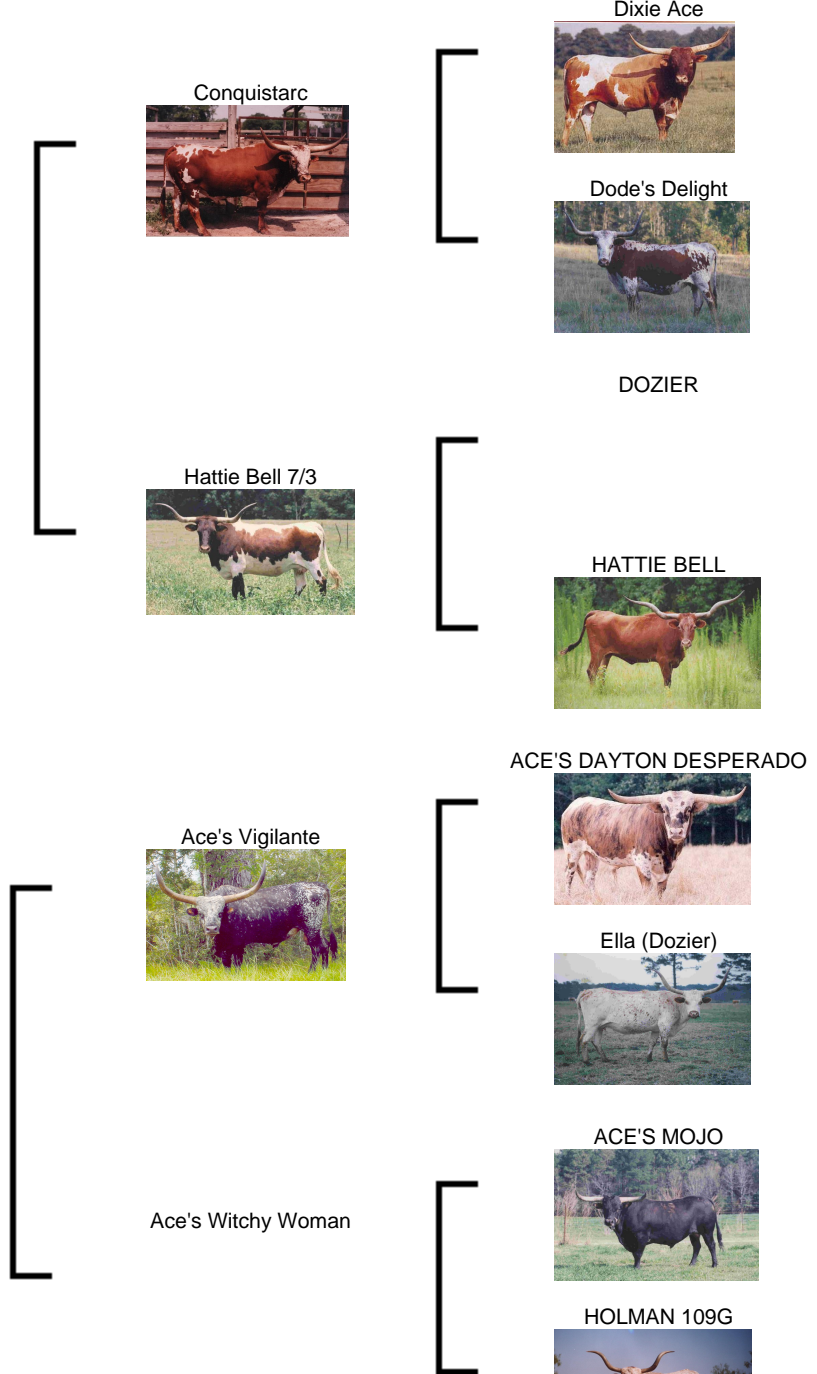 Dixie Ace
Conquistarc
Dode's Delight
DOZIER
Hattie Bell 7/3
HATTIE BELL
ACE'S DAYTON DESPERADO
Ace's Vigilante
Ella (Dozier)
ACE'S MOJO
Ace's Witchy Woman
HOLMAN 109G